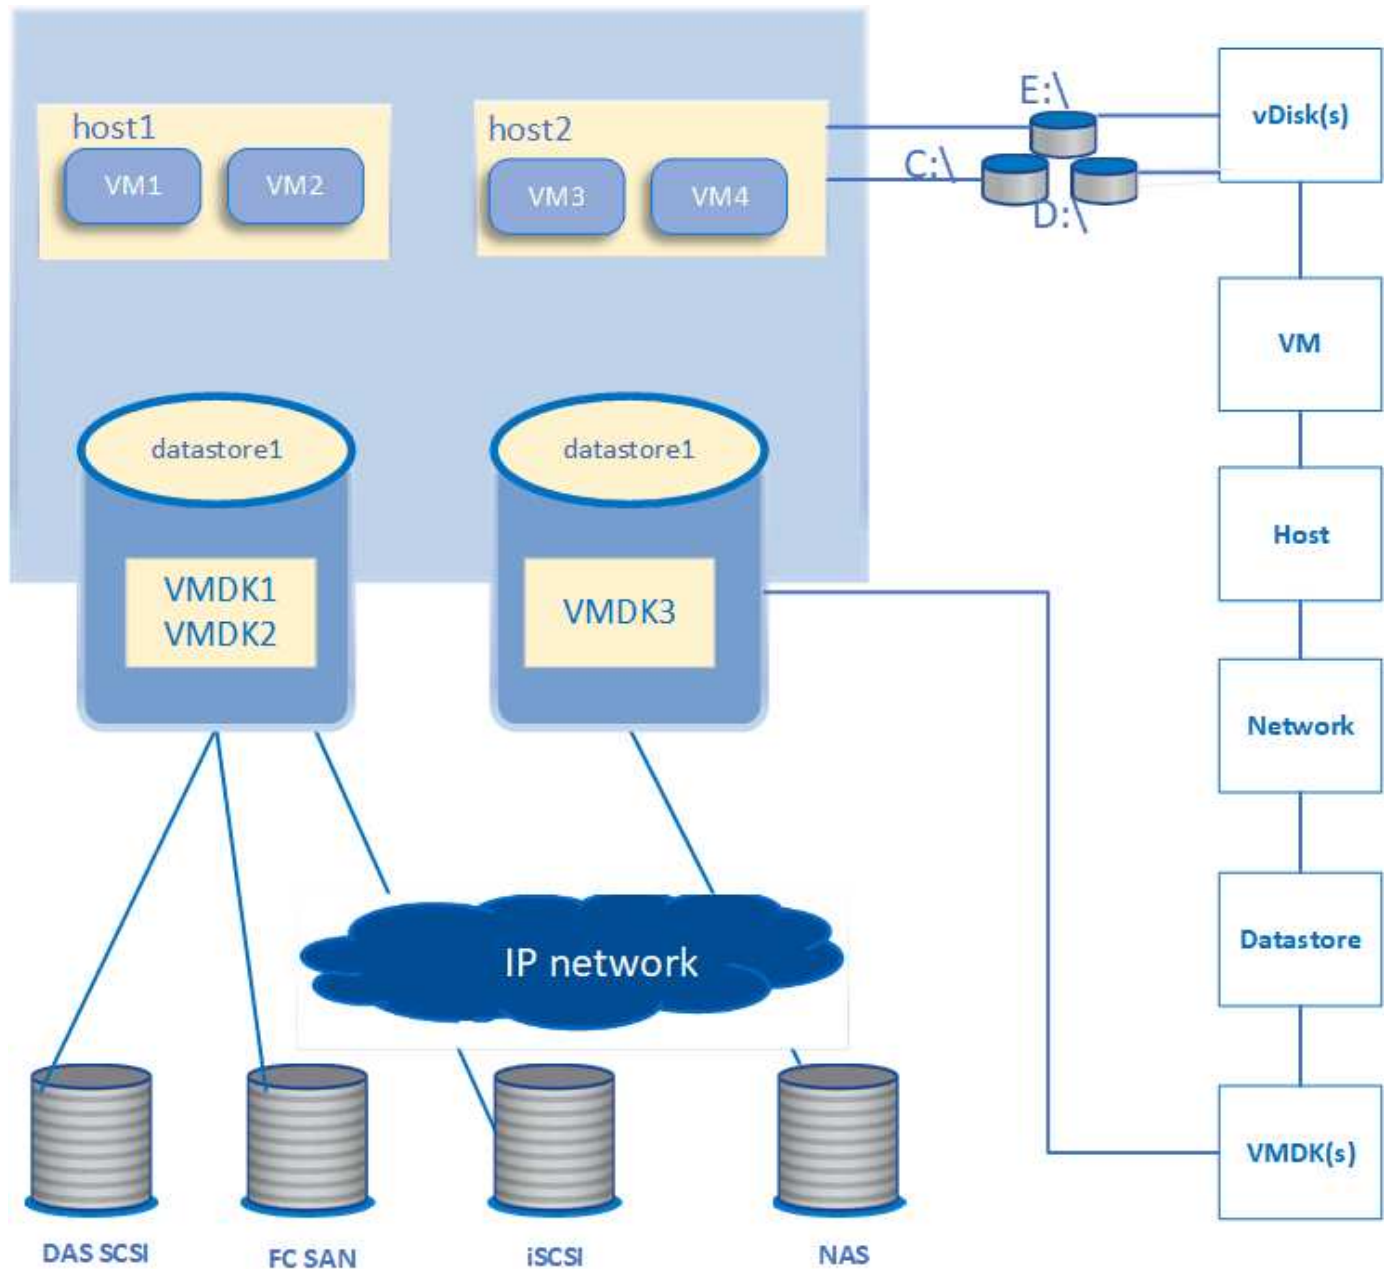 host1
VM1
VM2
host2
VM3
VM4
E:\
C:\
D:\
vDisk(s)
VM
Host
Network
Datastore
VMDK(s)
datastore1
VMDK1
VMDK2
datastore1
VMDK3
IP network
DAS SCSI
FC SAN
iSCSI
NAS